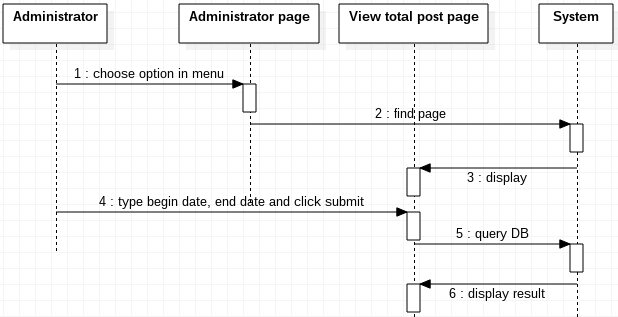 Administrator
Administrator page
View total post page
System
1 : choose option in menu
2 : find page
3 : display
4 : type begin date, end date and click submit
5 : query DB
6 : display result